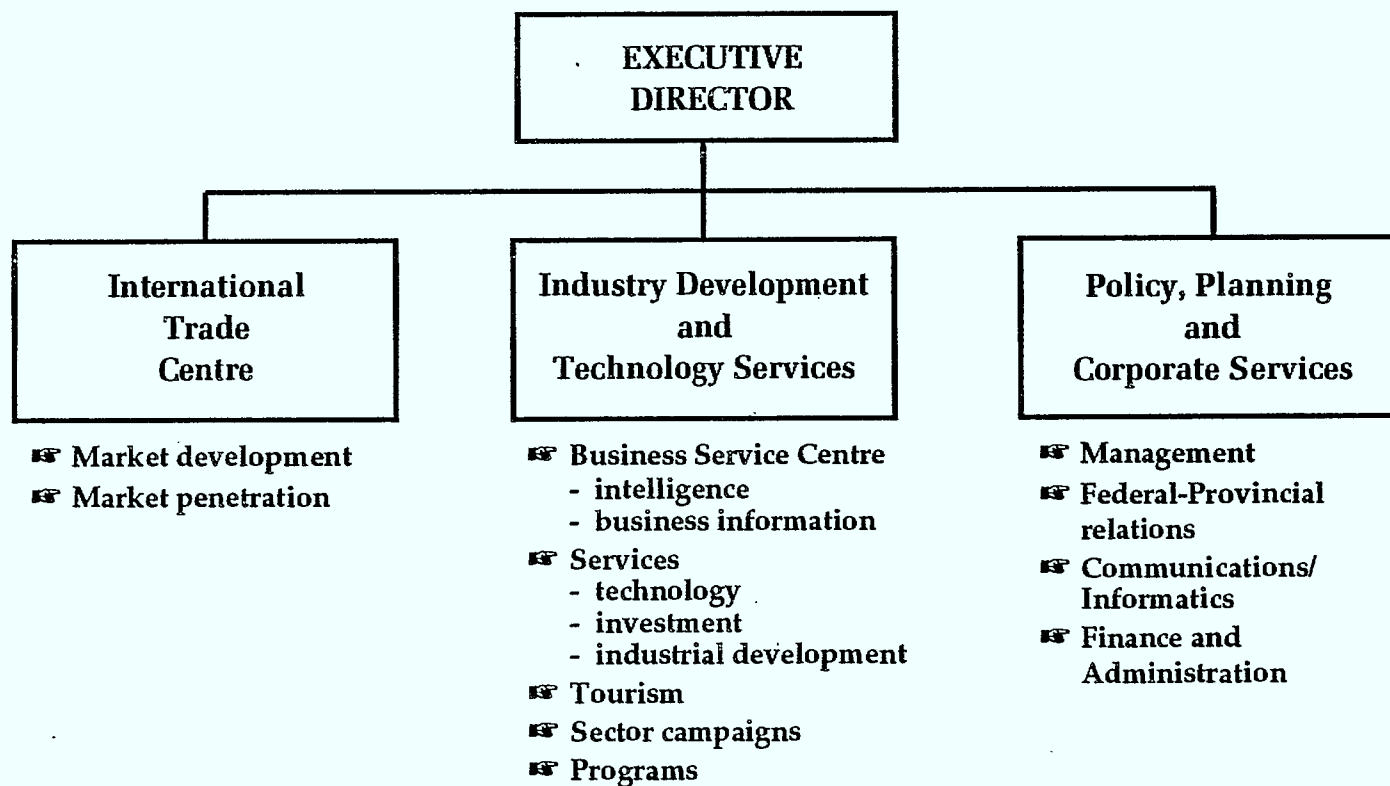 EXECUTIVE
DIRECTOR
International
Trade
Centre
☞ Market development
☞ Market penetration
Industry Development
and
Technology Services
☞ Business Service Centre
- intelligence
- business information
☞ Services
- technology
- investment
- industrial development
☞ Tourism
☞ Sector campaigns
☞ Programs
Policy, Planning
and
Corporate Services
☞ Management
☞ Federal-Provincial
relations
☞ Communications/
Informatics
☞ Finance and
Administration